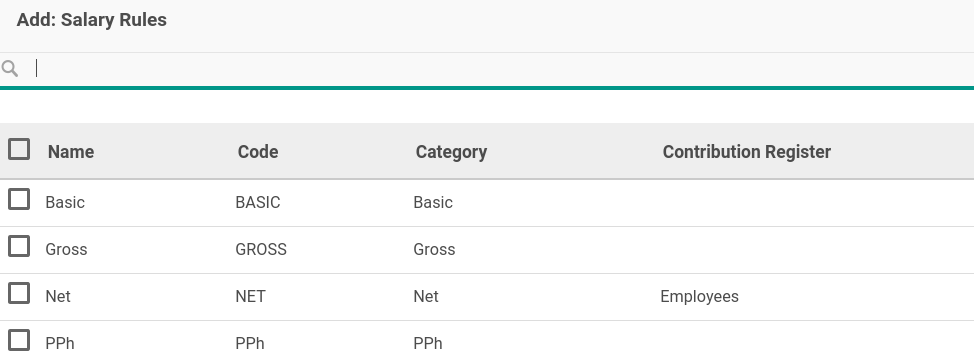 Add: Salary Rules
Name Code Category Contribution Register
Basic BASIC Basic
Gross GROSS Gross
Net NET Net Employees
PPh PPh PPh